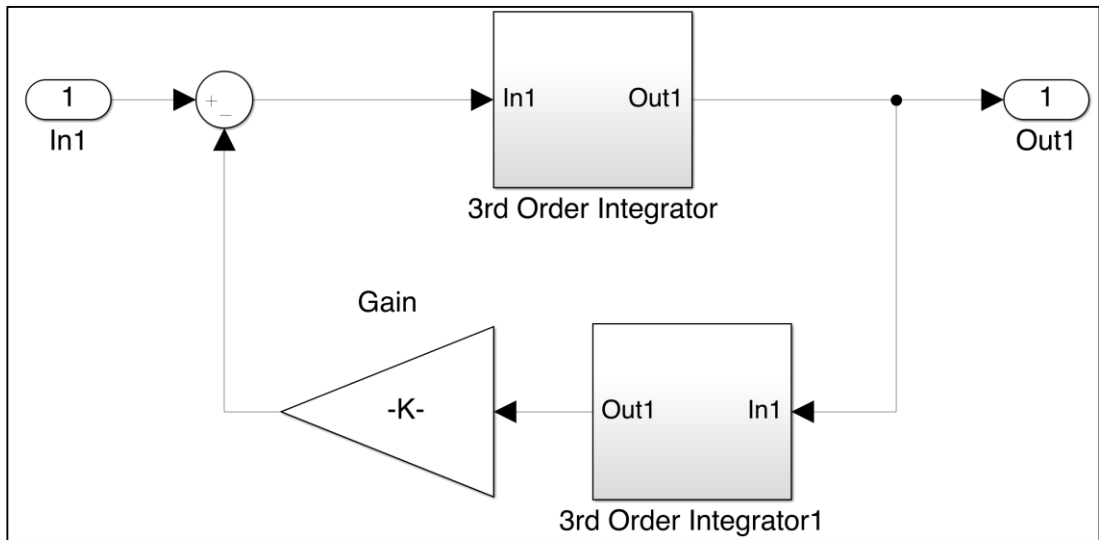 1
In1
+
−
In1 Out1
3rd Order Integrator
1
Out1
Gain
-K-
Out1 In1
3rd Order Integrator1